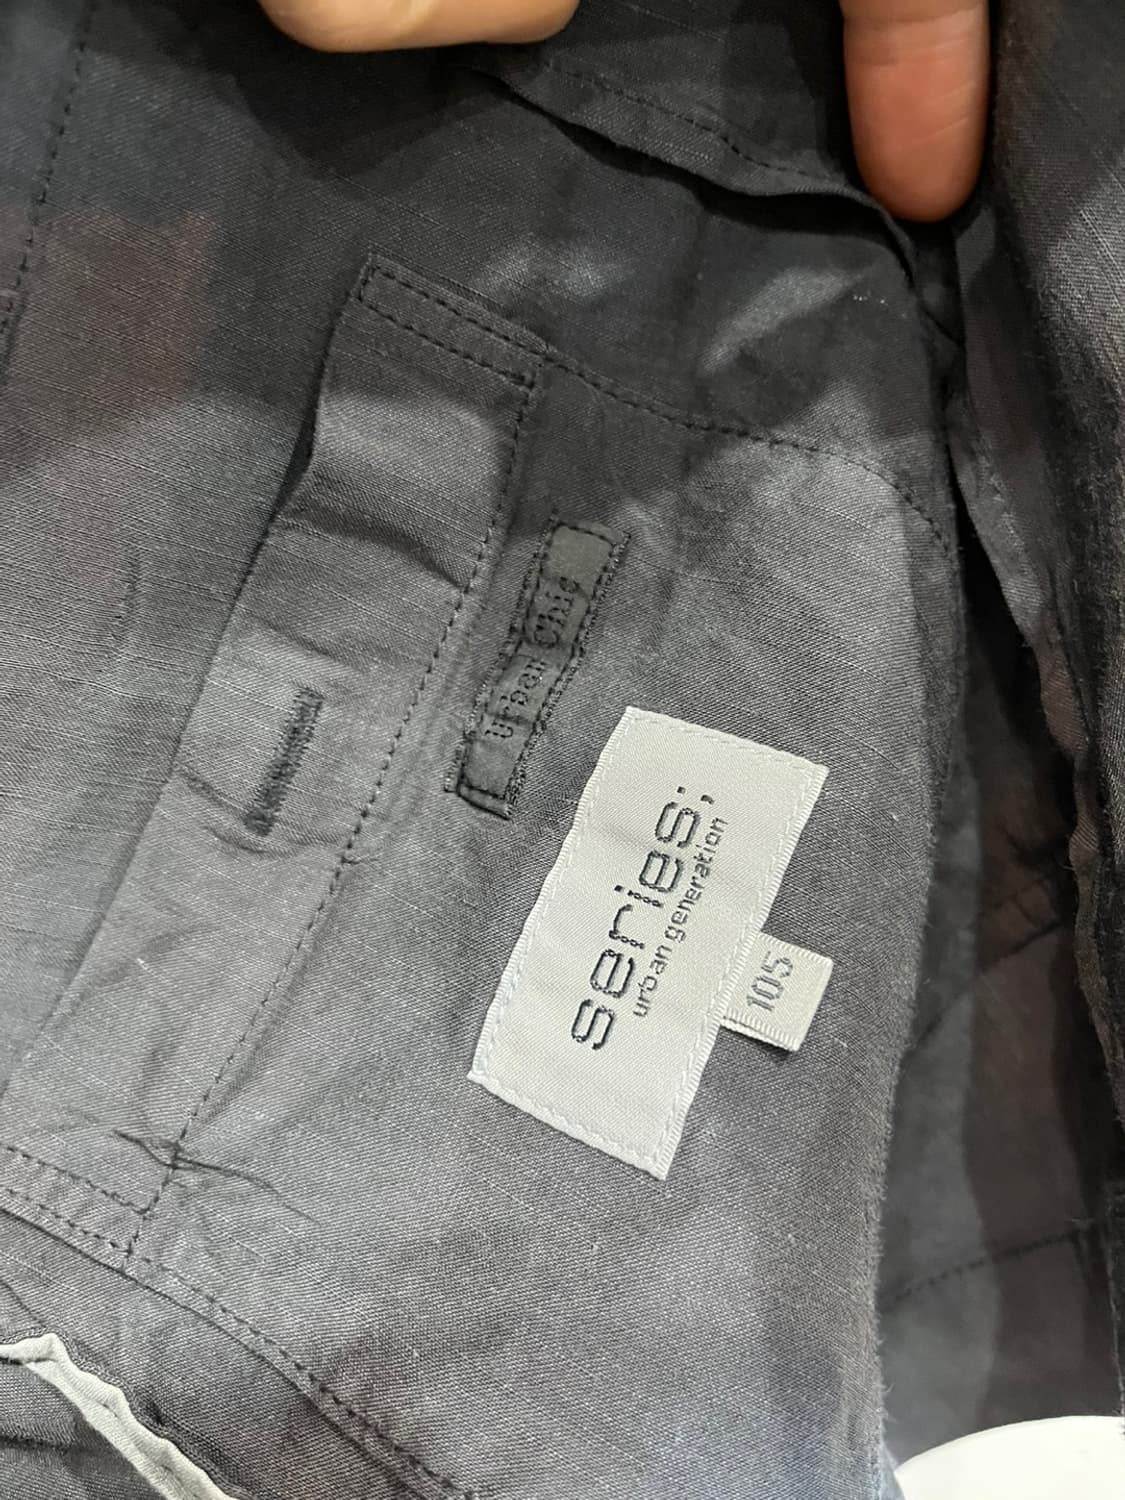 Urban Chic
series;
urban generation
105